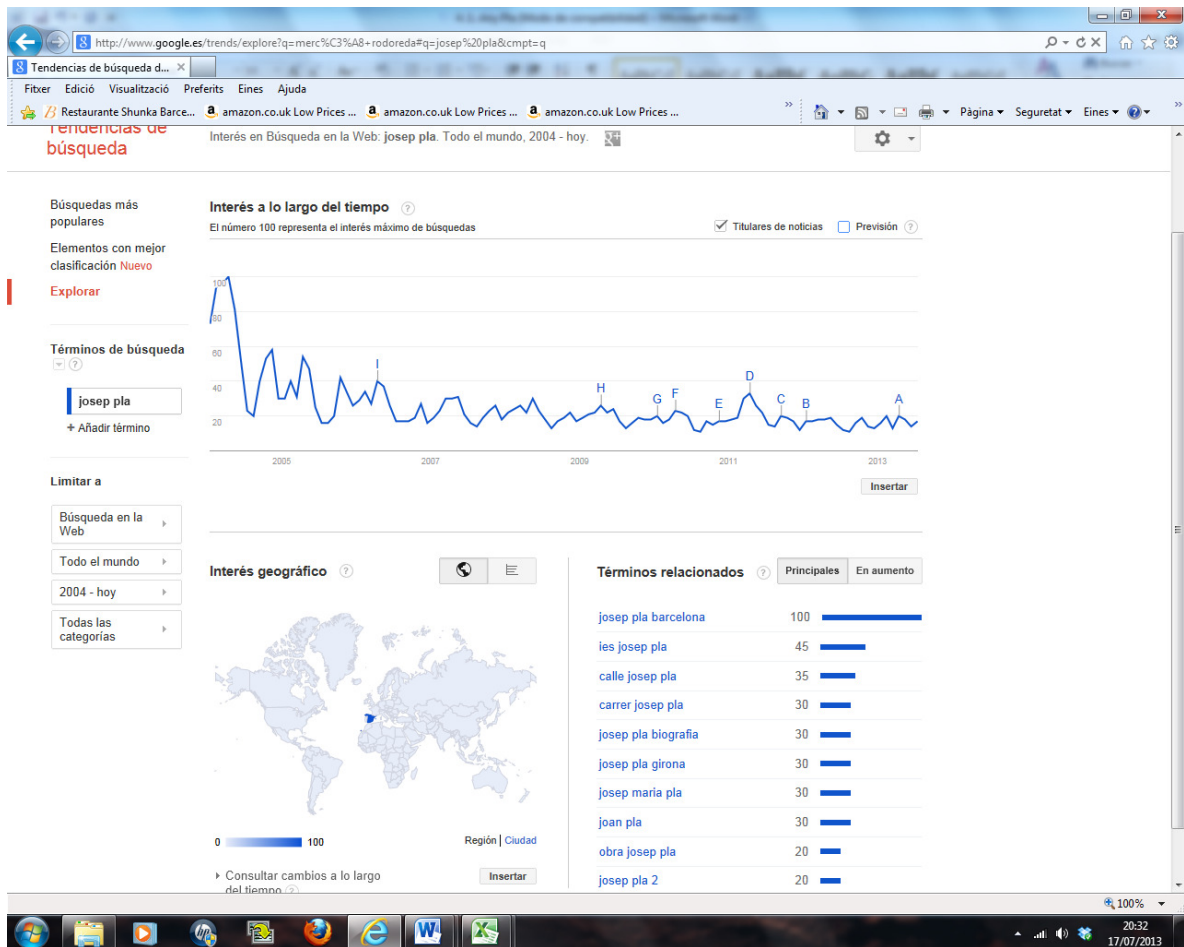 http://www.google.es/trends/explore?q=merc%C3%A8+rodoreda#q=josep%20pla&cmpt=q
Tendencias de búsqueda d...
Fitxer Edició Visualització Preferits Eines Ajuda
Restaurante Shunka Barce... amazon.co.uk Low Prices ... amazon.co.uk Low Prices ... amazon.co.uk Low Prices ... Pàgina Seguretat Eines
Tendencias de
búsqueda
Interés en Búsqueda en la Web: josep pla. Todo el mundo, 2004 - hoy.
Búsquedas más
populares
Elementos con mejor
clasificación Nuevo
Explorar
Términos de búsqueda
josep pla
+ Añadir término
Limitar a
Búsqueda en la
Web
Todo el mundo
2004 - hoy
Todas las
categorías
Interés a lo largo del tiempo
El número 100 representa el interés máximo de búsquedas
Titulares de noticias Previsión
100
80
60
40
20
I H G F E D C B A
2005 2007 2009 2011 2013
Insertar
Interés geográfico
0 100
Región | Ciudad
Consultar cambios a lo largo
del tiempo
Insertar
Términos relacionados
Principales En aumento
josep pla barcelona 100
ies josep pla 45
calle josep pla 35
carrer josep pla 30
josep pla biografia 30
josep pla girona 30
josep maria pla 30
joan pla 30
obra josep pla 20
josep pla 2 20
100%
20:32
17/07/2013